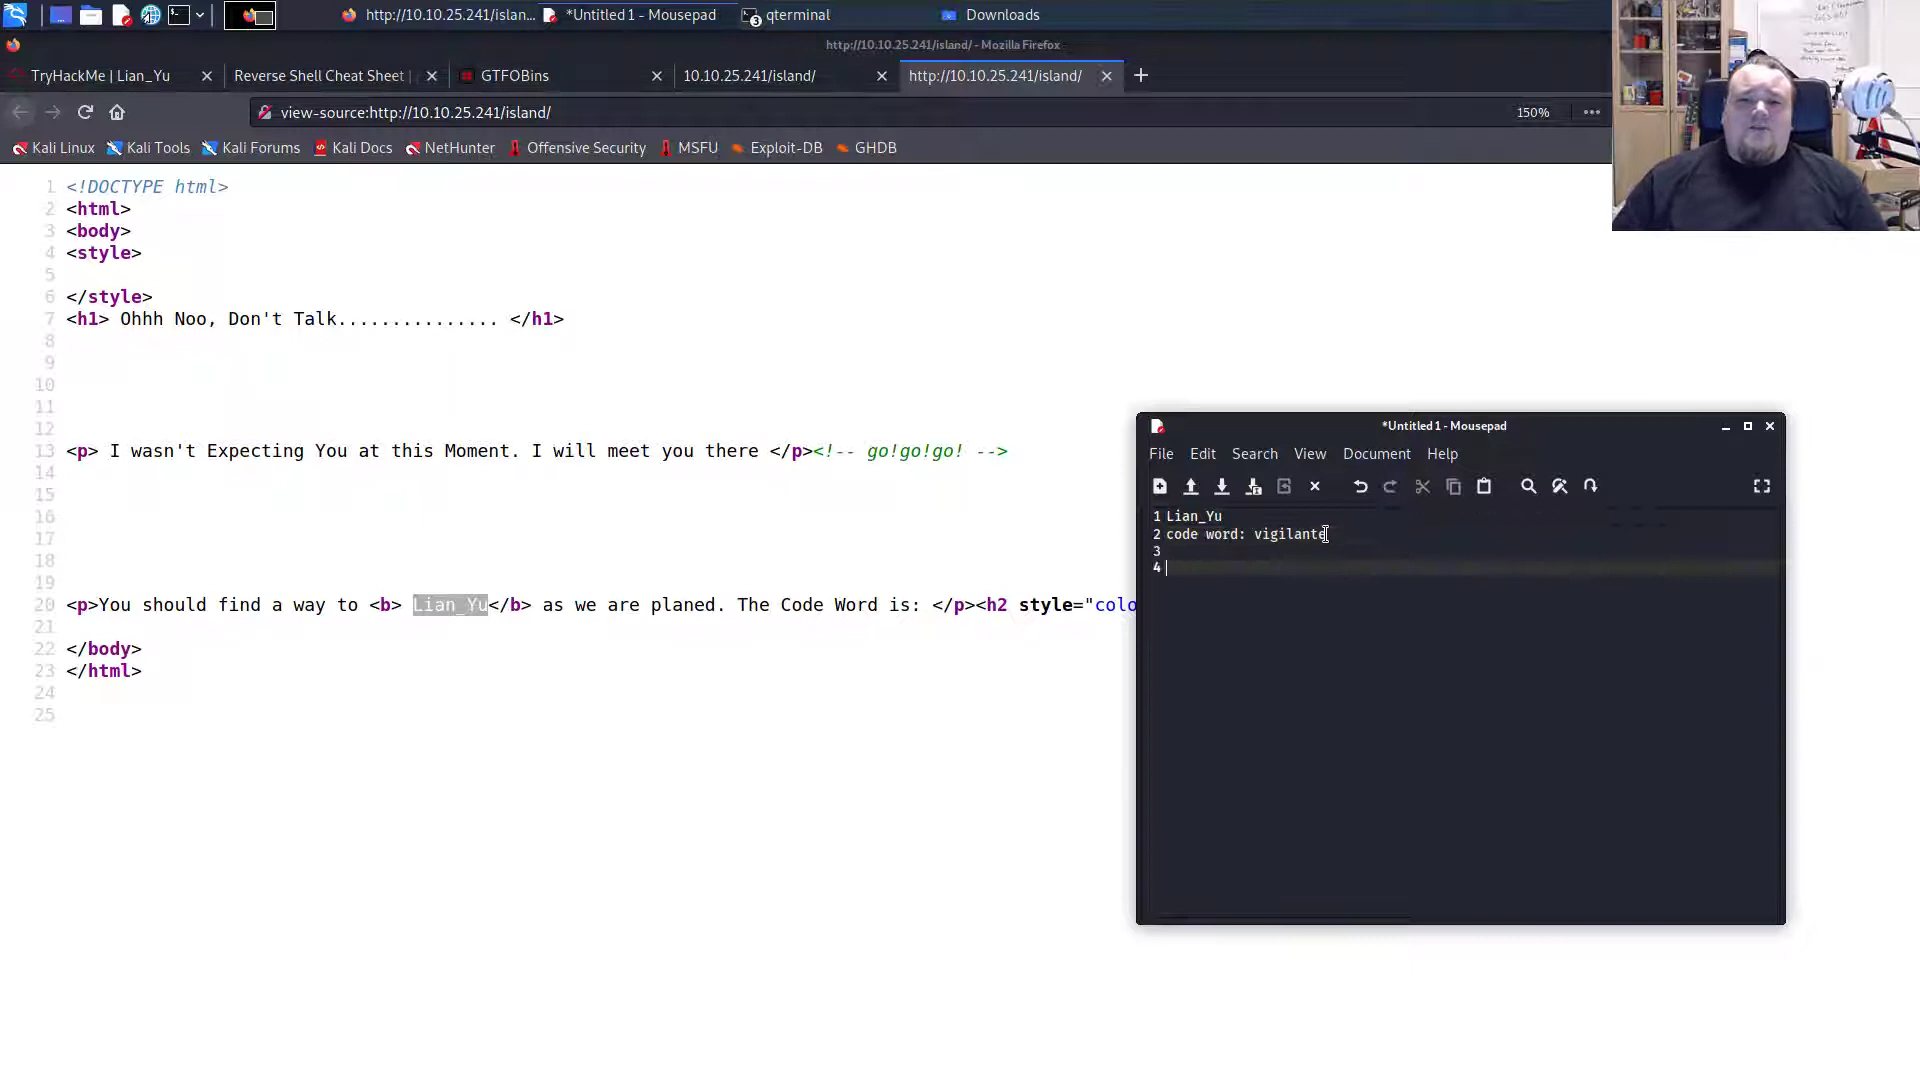 http://10.10.25.241/islan...
*Untitled 1 - Mousepad
3
qterminal
Downloads
http://10.10.25.241/island/ - Mozilla Firefox
TryHackMe | Lian_Yu
Reverse Shell Cheat Sheet |
GTFOBins
10.10.25.241/island/
http://10.10.25.241/island/
view-source:http://10.10.25.241/island/
150%
Kali Linux
Kali Tools
Kali Forums
Kali Docs
NetHunter
Offensive Security
MSFU
Exploit-DB
GHDB
1 <!DOCTYPE html>
2 <html>
3 <body>
4 <style>
5
6 </style>
7 <h1> Ohhh Noo, Don't Talk............... </h1>
8
9
10
11
12
13 <p> I wasn't Expecting You at this Moment. I will meet you there </p><!-- go!go!go! -->
14
15
16
17
18
19
20 <p>You should find a way to <b> Lian_Yu</b> as we are planed. The Code Word is: </p><h2 style="colo
21
22 </body>
23 </html>
24
25
*Untitled 1 - Mousepad
File Edit Search View Document Help
1 Lian_Yu
2 code word: vigilante
3
4